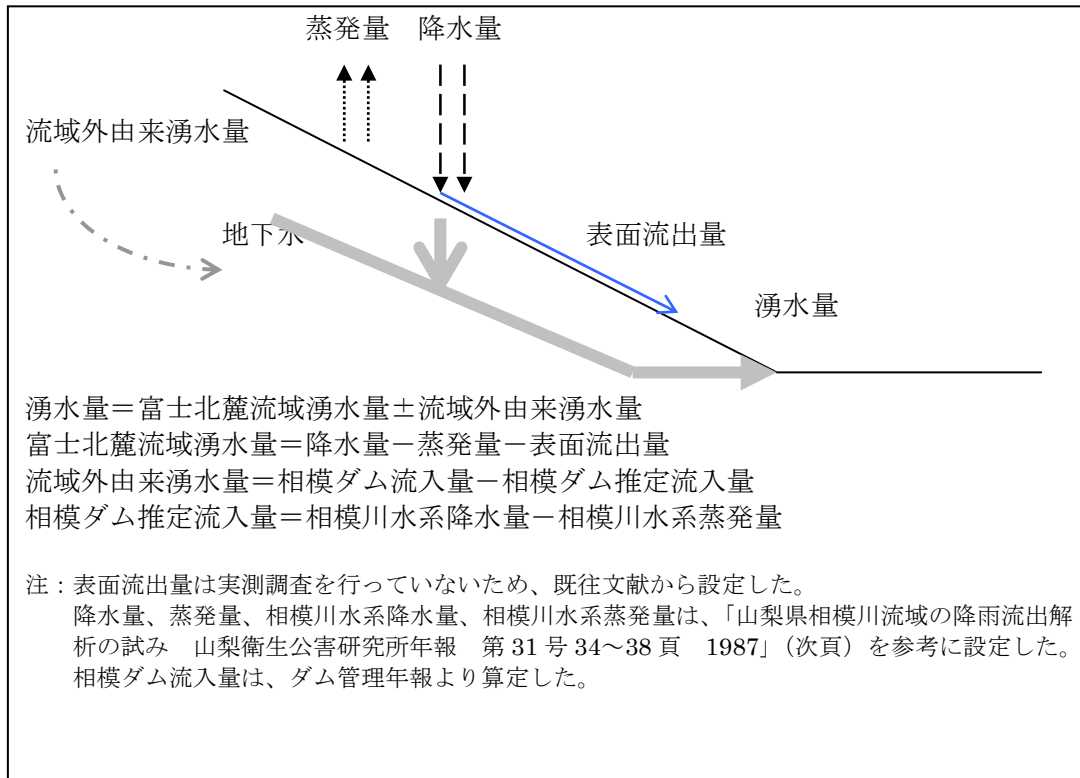 蒸発量　降水量
流域外由来湧水量
地下水
表面流出量
湧水量
湧水量＝富士北麓流域湧水量±流域外由来湧水量
富士北麓流域湧水量＝降水量－蒸発量－表面流出量
流域外由来湧水量＝相模ダム流入量－相模ダム推定流入量
相模ダム推定流入量＝相模川水系降水量－相模川水系蒸発量
注：表面流出量は実測調査を行っていないため、既往文献から設定した。
降水量、蒸発量、相模川水系降水量、相模川水系蒸発量は、「山梨県相模川流域の降雨流出解
析の試み　山梨衛生公害研究所年報　第 31 号 34～38 頁　1987」（次頁）を参考に設定した。
相模ダム流入量は、ダム管理年報より算定した。